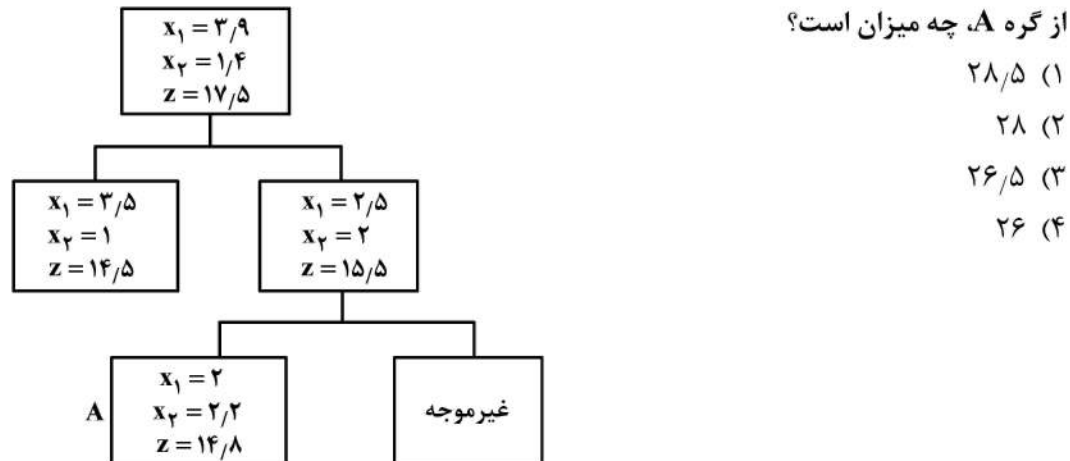 از گره A، چه میزان است؟
۱) ۲۸٫۵
۲) ۲۸
۳) ۲۶٫۵
۴) ۲۶
x₁ = ۳٫۹
x₂ = ۱٫۴
z = ۱۷٫۵
x₁ = ۳٫۵
x₂ = ۱
z = ۱۴٫۵
x₁ = ۲٫۵
x₂ = ۲
z = ۱۵٫۵
A
x₁ = ۲
x₂ = ۲٫۲
z = ۱۴٫۸
غیرموجه